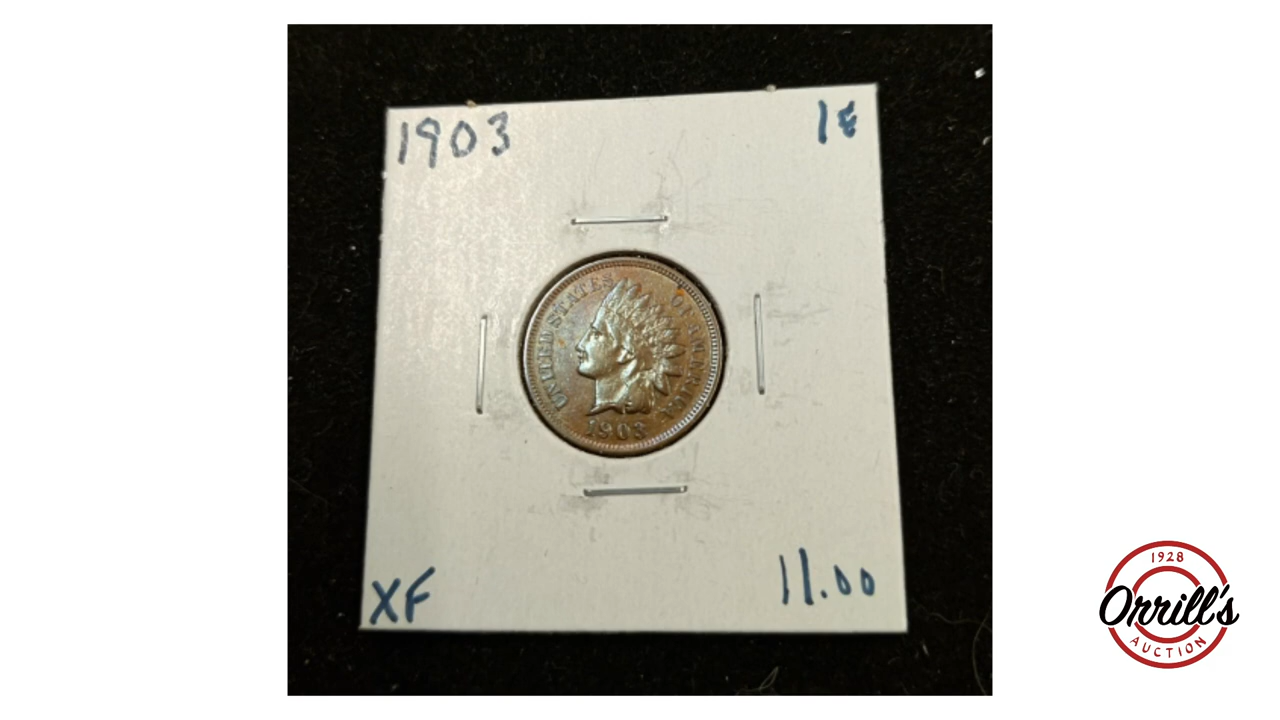 1903
1¢
UNITED STATES
OF AMERICA
1903
XF
11.00
1928
Orrill's
AUCTION